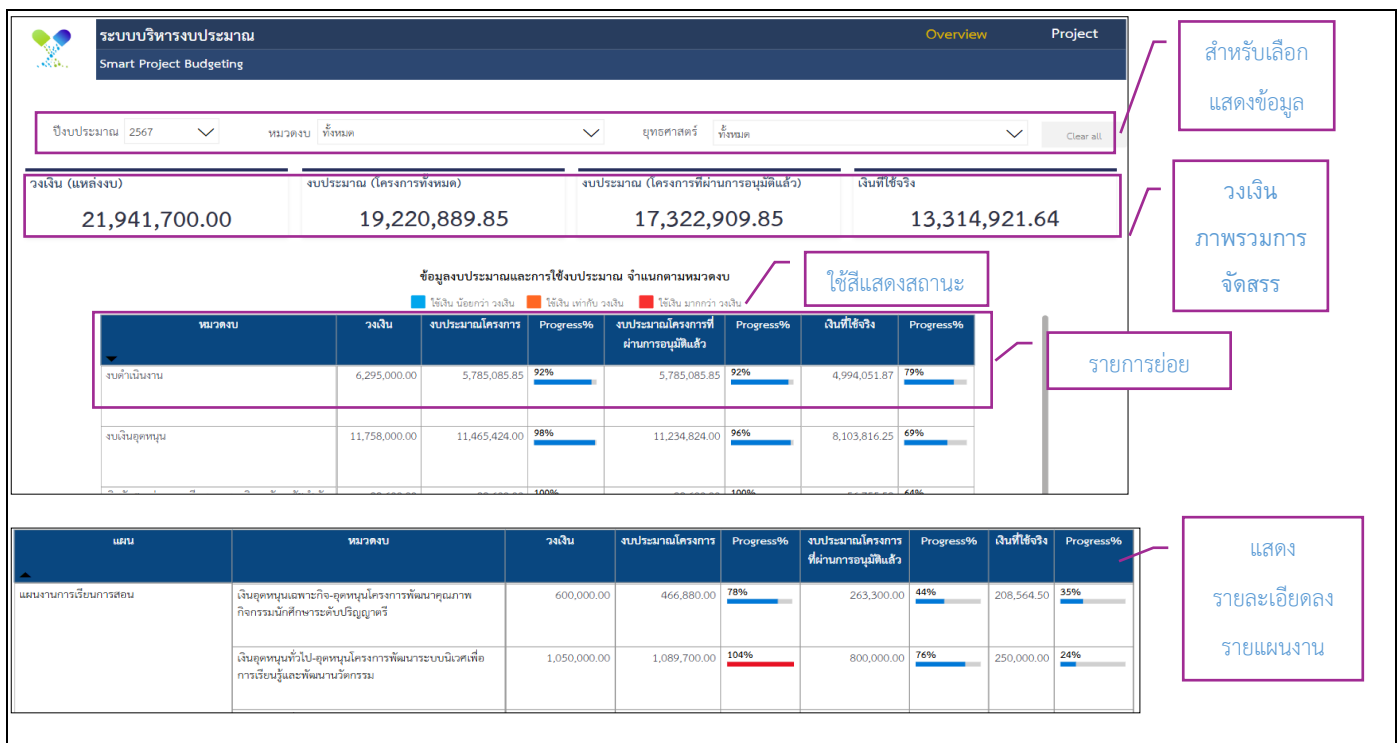 ระบบบริหารงบประมาณ
Overview
Project
Smart Project Budgeting
สำหรับเลือก
แสดงข้อมูล
ปีงบประมาณ 2567
หมวดงบ ทั้งหมด
ยุทธศาสตร์ ทั้งหมด
Clear all
วงเงิน (แหล่งงบ)
งบประมาณ (โครงการทั้งหมด)
งบประมาณ (โครงการที่ผ่านการอนุมัติแล้ว)
เงินที่ใช้จริง
21,941,700.00
19,220,889.85
17,322,909.85
13,314,921.64
วงเงิน
ภาพรวมการ
จัดสรร
ข้อมูลงบประมาณและการใช้งบประมาณ จำแนกตามหมวดงบ
ใช้เงิน น้อยกว่า วงเงิน
ใช้เงิน เท่ากับ วงเงิน
ใช้เงิน มากกว่า วงเงิน
ใช้สีแสดงสถานะ
หมวดงบ
วงเงิน
งบประมาณโครงการ
Progress%
งบประมาณโครงการที่
ผ่านการอนุมัติแล้ว
Progress%
เงินที่ใช้จริง
Progress%
งบดำเนินงาน
6,295,000.00
5,785,085.85
92%
5,785,085.85
92%
4,994,051.87
79%
รายการย่อย
งบเงินอุดหนุน
11,758,000.00
11,465,424.00
98%
11,234,824.00
96%
8,103,816.25
69%
100%
100%
64%
แผน
หมวดงบ
วงเงิน
งบประมาณโครงการ
Progress%
งบประมาณโครงการ
ที่ผ่านการอนุมัติแล้ว
Progress%
เงินที่ใช้จริง
Progress%
แผนงานการเรียนการสอน
เงินอุดหนุนเฉพาะกิจ-อุดหนุนโครงการพัฒนาคุณภาพ
กิจกรรมนักศึกษาระดับปริญญาตรี
600,000.00
466,880.00
78%
263,300.00
44%
208,564.50
35%
เงินอุดหนุนทั่วไป-อุดหนุนโครงการพัฒนาระบบนิเวศเพื่อ
การเรียนรู้และพัฒนานวัตกรรม
1,050,000.00
1,089,700.00
104%
800,000.00
76%
250,000.00
24%
แสดง
รายละเอียดลง
รายแผนงาน